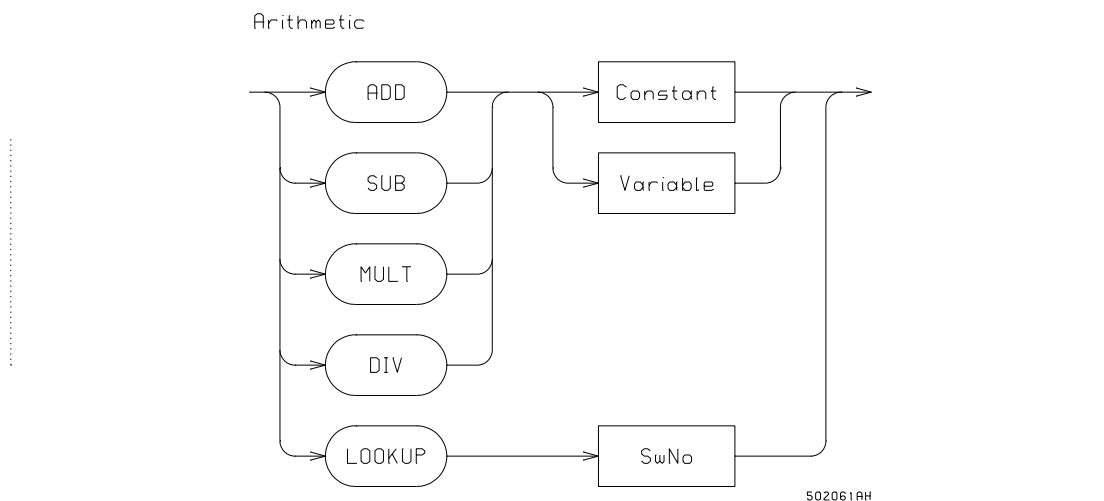 Arithmetic
ADD
Constant
SUB
Variable
MULT
DIV
LOOKUP
SwNo
502061AH